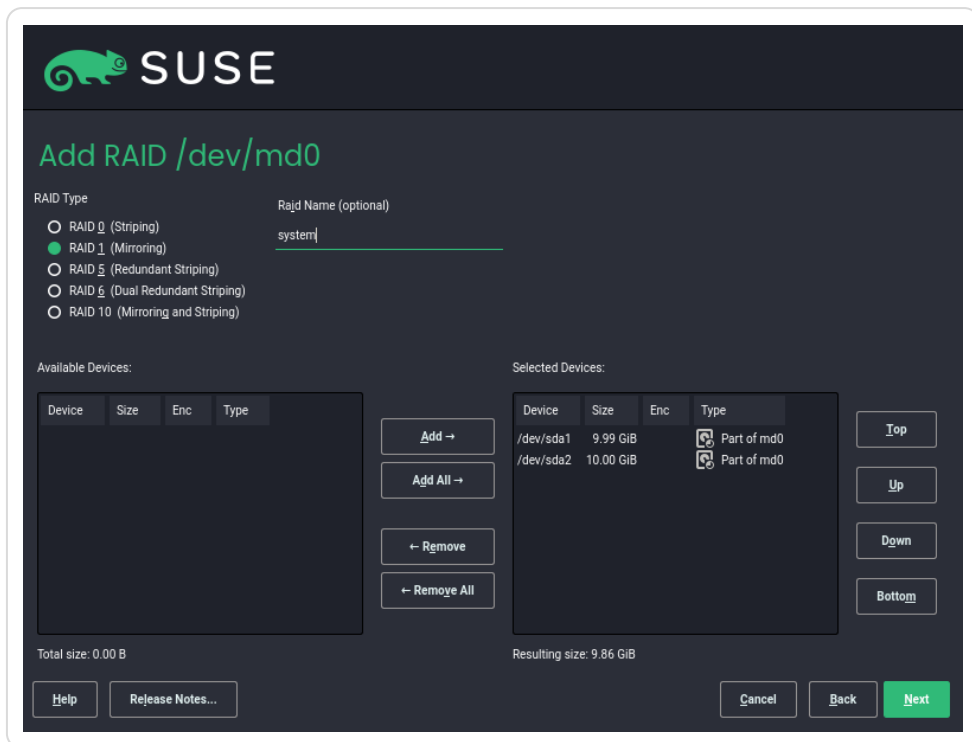 SUSE
Add RAID /dev/md0
RAID Type
RAID 0 (Striping)
RAID 1 (Mirroring)
RAID 5 (Redundant Striping)
RAID 6 (Dual Redundant Striping)
RAID 10 (Mirroring and Striping)
Raid Name (optional)
system
Available Devices:
Device Size Enc Type
Total size: 0.00 B
Add →
Add All →
← Remove
← Remove All
Selected Devices:
Device Size Enc Type
/dev/sda1 9.99 GiB Part of md0
/dev/sda2 10.00 GiB Part of md0
Resulting size: 9.86 GiB
Top
Up
Down
Bottom
Help Release Notes... Cancel Back Next